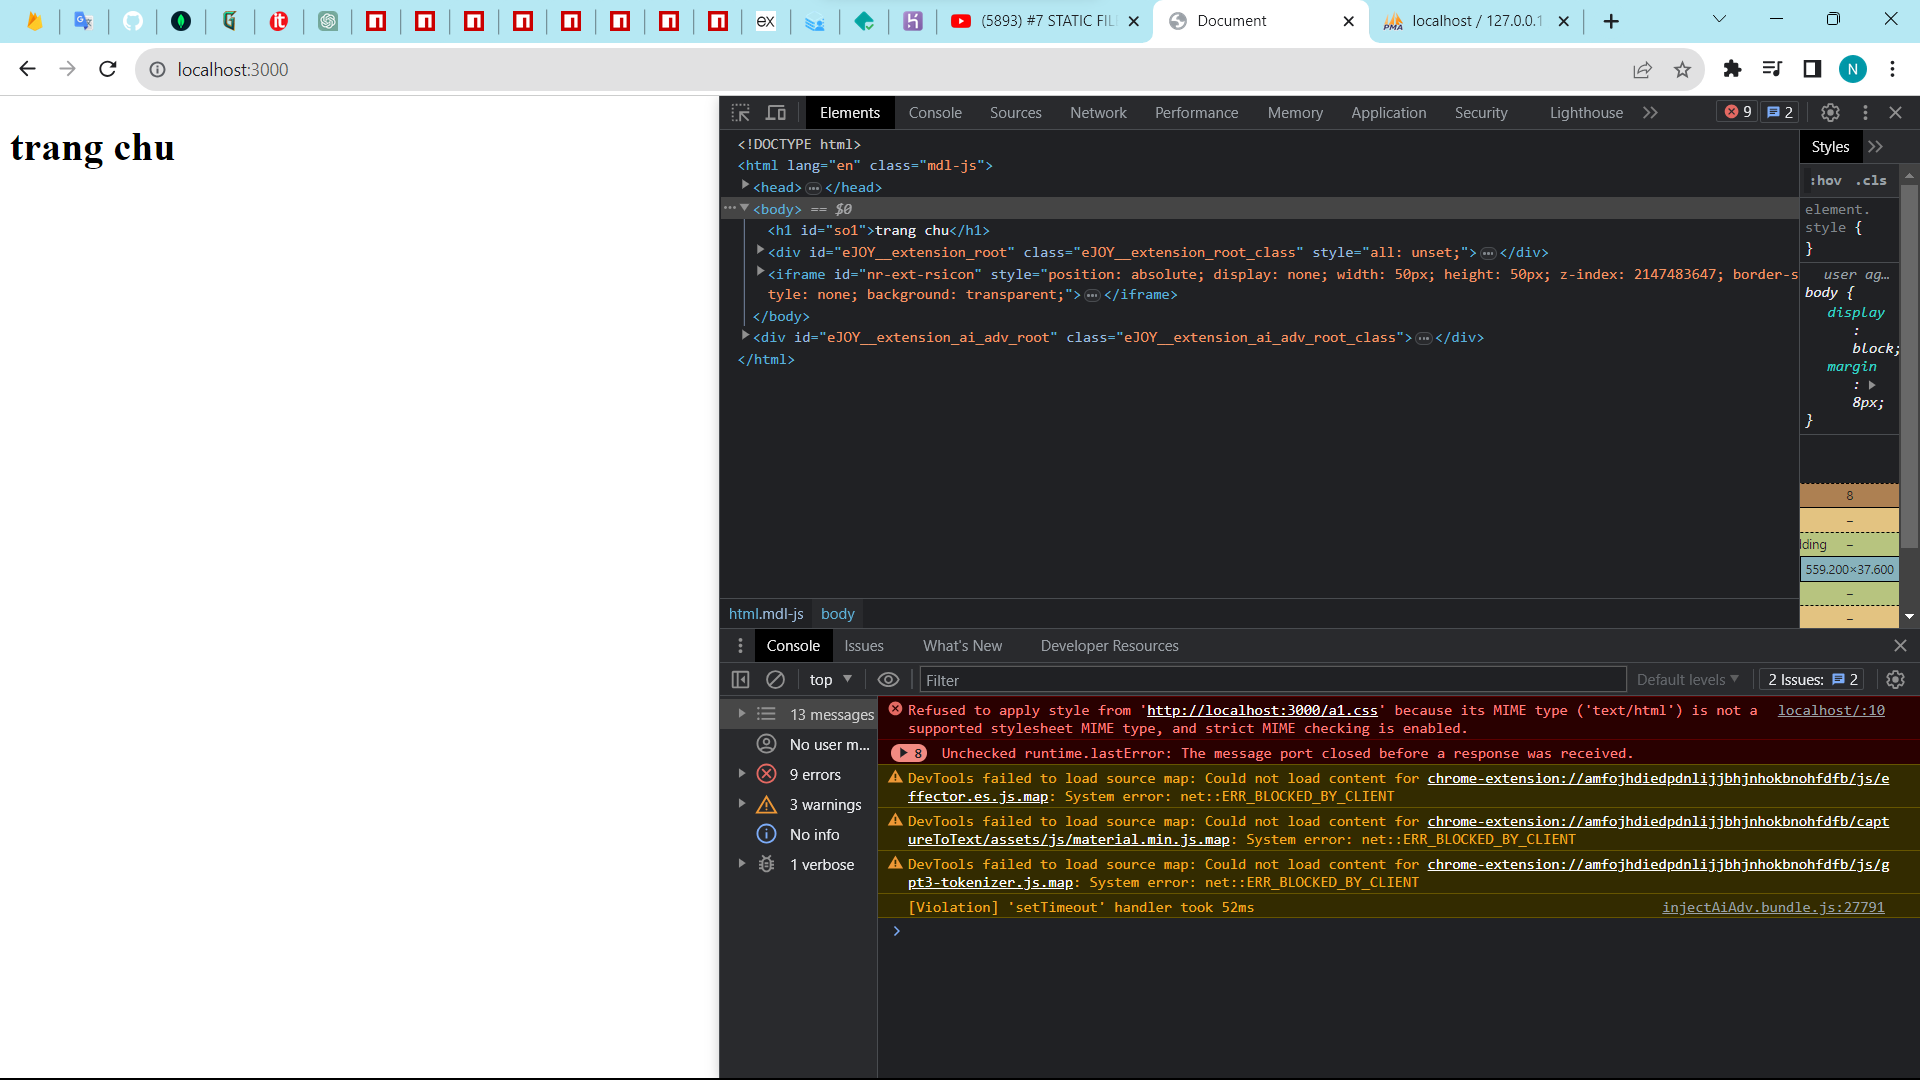 (5893) #7 STATIC FIL
Document
localhost / 127.0.0.1
localhost:3000
N
trang chu
Elements
Console
Sources
Network
Performance
Memory
Application
Security
Lighthouse
9
2
<!DOCTYPE html>
<html lang="en" class="mdl-js">
<head>…</head>
<body> == $0
<h1 id="so1">trang chu</h1>
<div id="eJOY__extension_root" class="eJOY__extension_root_class" style="all: unset;">…</div>
<iframe id="nr-ext-rsicon" style="position: absolute; display: none; width: 50px; height: 50px; z-index: 2147483647; border-s
tyle: none; background: transparent;">…</iframe>
</body>
<div id="eJOY__extension_ai_adv_root" class="eJOY__extension_ai_adv_root_class">…</div>
</html>
html.mdl-js
body
Styles
:hov .cls
element.
style {
}
user ag…
body {
display
:
block;
margin
:
8px;
}
8
–
dding –
559.200×37.600
–
–
Console
Issues
What's New
Developer Resources
top
Filter
Default levels
2 Issues: 2
13 messages
No user m...
9 errors
3 warnings
No info
1 verbose
Refused to apply style from 'http://localhost:3000/a1.css' because its MIME type ('text/html') is not a localhost/:10
supported stylesheet MIME type, and strict MIME checking is enabled.
8 Unchecked runtime.lastError: The message port closed before a response was received.
DevTools failed to load source map: Could not load content for chrome-extension://amfojhdiedpdnlijjbhjnhokbnohfdfb/js/e
ffector.es.js.map: System error: net::ERR_BLOCKED_BY_CLIENT
DevTools failed to load source map: Could not load content for chrome-extension://amfojhdiedpdnlijjbhjnhokbnohfdfb/capt
ureToText/assets/js/material.min.js.map: System error: net::ERR_BLOCKED_BY_CLIENT
DevTools failed to load source map: Could not load content for chrome-extension://amfojhdiedpdnlijjbhjnhokbnohfdfb/js/g
pt3-tokenizer.js.map: System error: net::ERR_BLOCKED_BY_CLIENT
[Violation] 'setTimeout' handler took 52ms injectAiAdv.bundle.js:27791